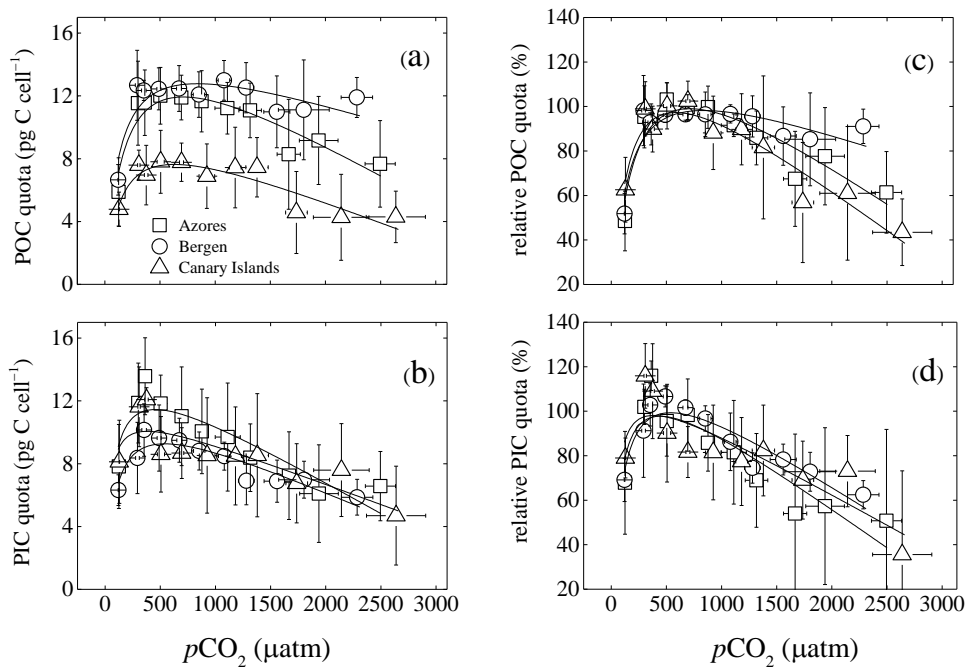 POC quota (pg C cell⁻¹)
16
12
8
4
0
(a)
Azores
Bergen
Canary Islands
relative POC quota (%)
140
120
100
80
60
40
20
(c)
PIC quota (pg C cell⁻¹)
16
12
8
4
0
(b)
0 500 1000 1500 2000 2500 3000
pCO₂ (μatm)
relative PIC quota (%)
140
120
100
80
60
40
20
(d)
0 500 1000 1500 2000 2500 3000
pCO₂ (μatm)